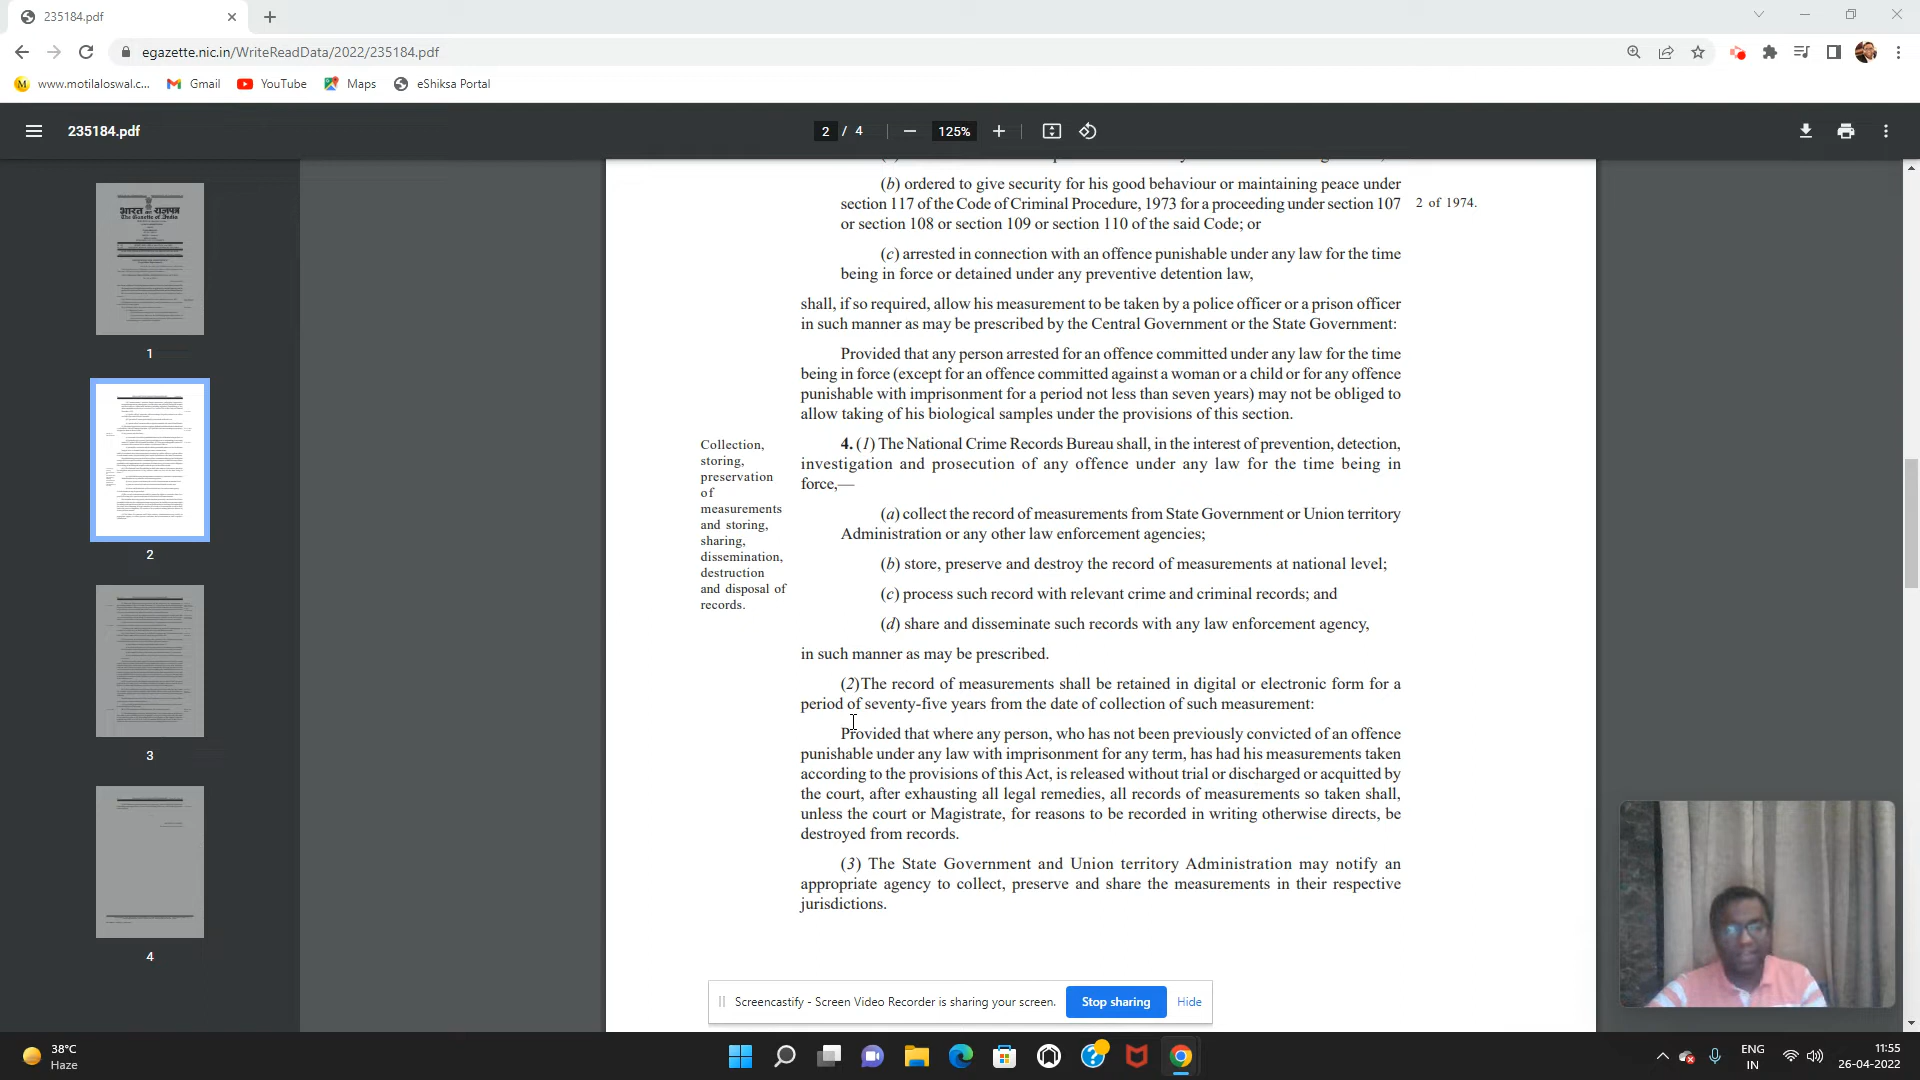 235184.pdf
egazette.nic.in/WriteReadData/2022/235184.pdf
www.motilaloswal.c...
Gmail
YouTube
Maps
eShiksa Portal
235184.pdf
2 / 4
125%
(b) ordered to give security for his good behaviour or maintaining peace under
section 117 of the Code of Criminal Procedure, 1973 for a proceeding under section 107
2 of 1974.
or section 108 or section 109 or section 110 of the said Code; or
(c) arrested in connection with an offence punishable under any law for the time
being in force or detained under any preventive detention law,
shall, if so required, allow his measurement to be taken by a police officer or a prison officer
in such manner as may be prescribed by the Central Government or the State Government:
Provided that any person arrested for an offence committed under any law for the time
being in force (except for an offence committed against a woman or a child or for any offence
punishable with imprisonment for a period not less than seven years) may not be obliged to
allow taking of his biological samples under the provisions of this section.
Collection,
storing,
preservation
of
measurements
and storing,
sharing,
dissemination,
destruction
and disposal of
records.
4. (1) The National Crime Records Bureau shall, in the interest of prevention, detection,
investigation and prosecution of any offence under any law for the time being in
force,—
(a) collect the record of measurements from State Government or Union territory
Administration or any other law enforcement agencies;
(b) store, preserve and destroy the record of measurements at national level;
(c) process such record with relevant crime and criminal records; and
(d) share and disseminate such records with any law enforcement agency,
in such manner as may be prescribed.
(2)The record of measurements shall be retained in digital or electronic form for a
period of seventy-five years from the date of collection of such measurement:
Provided that where any person, who has not been previously convicted of an offence
punishable under any law with imprisonment for any term, has had his measurements taken
according to the provisions of this Act, is released without trial or discharged or acquitted by
the court, after exhausting all legal remedies, all records of measurements so taken shall,
unless the court or Magistrate, for reasons to be recorded in writing otherwise directs, be
destroyed from records.
(3) The State Government and Union territory Administration may notify an
appropriate agency to collect, preserve and share the measurements in their respective
jurisdictions.
भारत का राजपत्र
The Gazette of India
1
2
3
4
Screencastify - Screen Video Recorder is sharing your screen.
Stop sharing
Hide
38°C
Haze
ENG
IN
11:55
26-04-2022